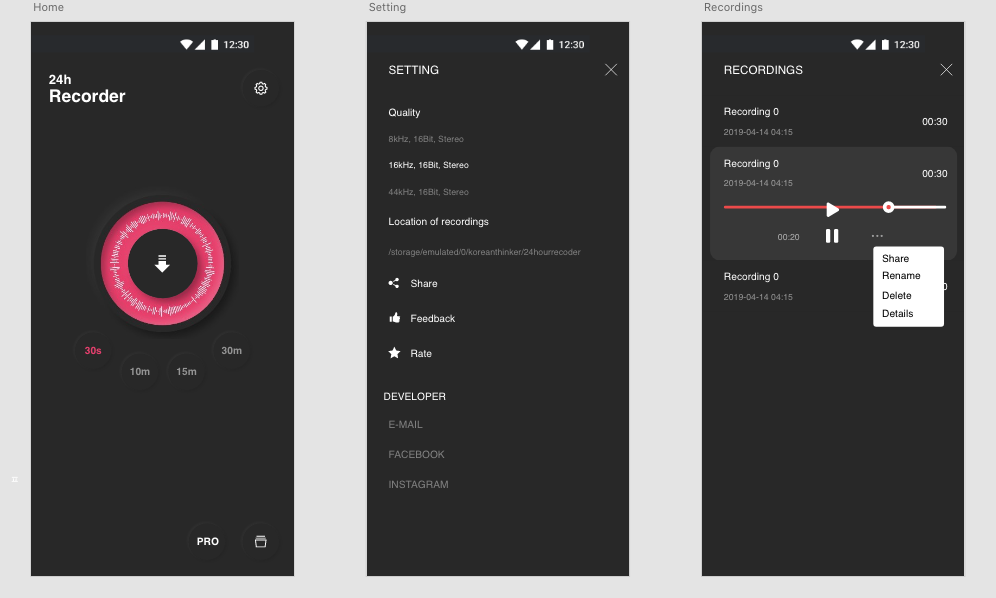 Home
12:30
24h
Recorder
30s
10m
15m
30m
PRO
Setting
12:30
SETTING
Quality
8kHz, 16Bit, Stereo
16kHz, 16Bit, Stereo
44kHz, 16Bit, Stereo
Location of recordings
/storage/emulated/0/koreanthinker/24hourrecoder
Share
Feedback
Rate
DEVELOPER
E-MAIL
FACEBOOK
INSTAGRAM
Recordings
12:30
RECORDINGS
Recording 0
00:30
2019-04-14 04:15
Recording 0
00:30
2019-04-14 04:15
00:20
Share
Rename
Delete
Details
Recording 0
0
2019-04-14 04:15